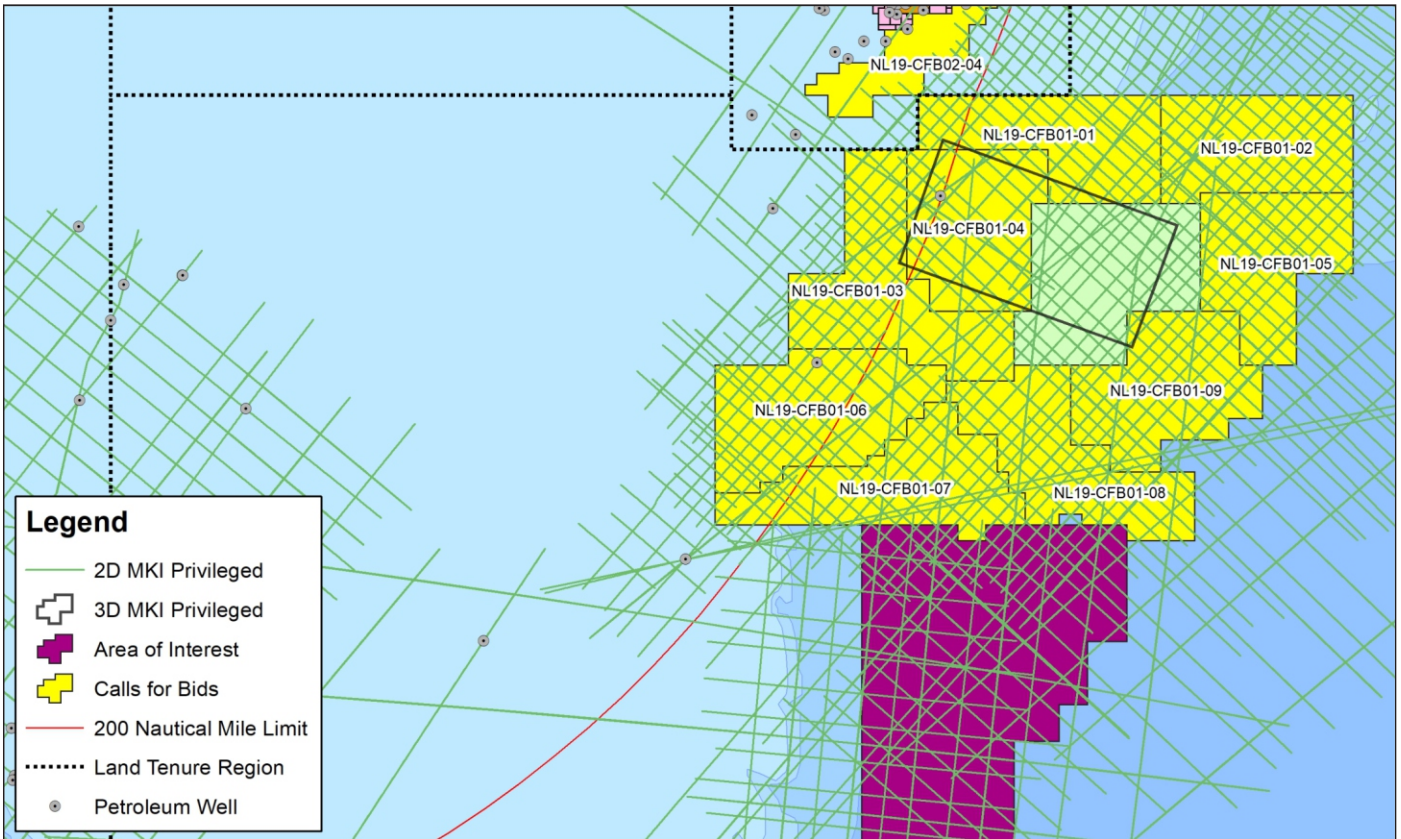 NL19-CFB02-04
NL19-CFB01-01
NL19-CFB01-02
NL19-CFB01-04
NL19-CFB01-05
NL19-CFB01-03
NL19-CFB01-09
NL19-CFB01-06
NL19-CFB01-07
NL19-CFB01-08
Legend
2D MKI Privileged
3D MKI Privileged
Area of Interest
Calls for Bids
200 Nautical Mile Limit
Land Tenure Region
Petroleum Well